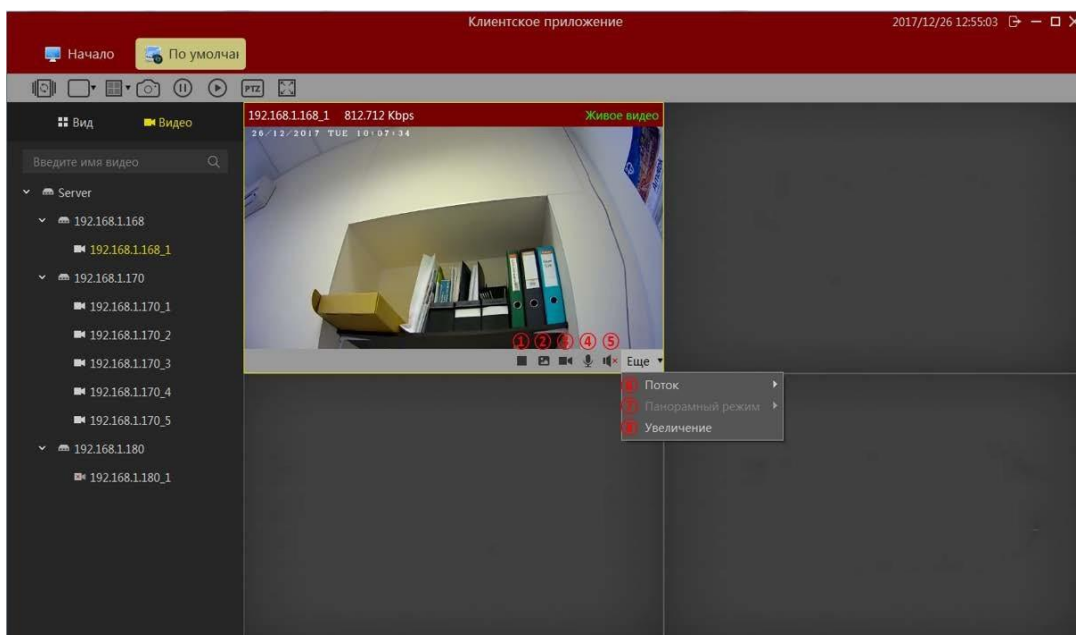 Клиентское приложение
2017/12/26 12:55:03
Начало
По умолчаı
PTZ
Вид
Видео
192.168.1.168_1 812.712 Kbps
Живое видео
26/12/2017 TUE 10:07:34
Введите имя видео
Server
192.168.1.168
192.168.1.168_1
192.168.1.170
192.168.1.170_1
192.168.1.170_2
192.168.1.170_3
192.168.1.170_4
192.168.1.170_5
192.168.1.180
192.168.1.180_1
① ② ③ ④ ⑤
Еще
⑥ Поток
⑦ Панорамный режим
⑧ Увеличение